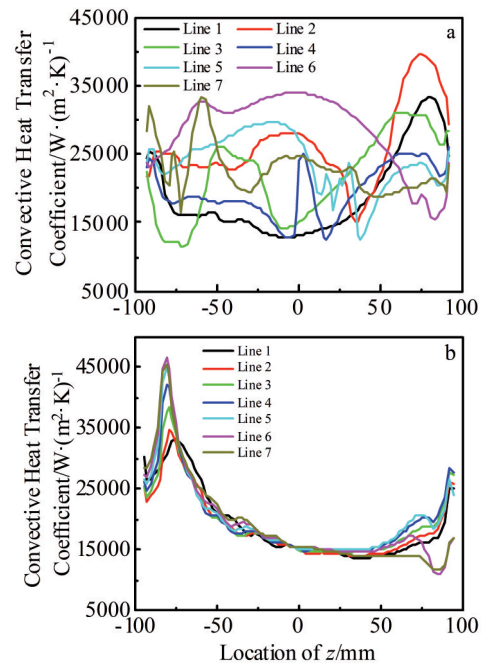 Convective Heat Transfer
Coefficient/W·(m²·K)-1
45000
35000
25000
15000
5000
Line 1
Line 2
Line 3
Line 4
Line 5
Line 6
Line 7
a
-100
-50
0
50
100
Convective Heat Transfer
Coefficient/W·(m²·K)-1
45000
35000
25000
15000
5000
Line 1
Line 2
Line 3
Line 4
Line 5
Line 6
Line 7
b
-100
-50
0
50
100
Location of z/mm